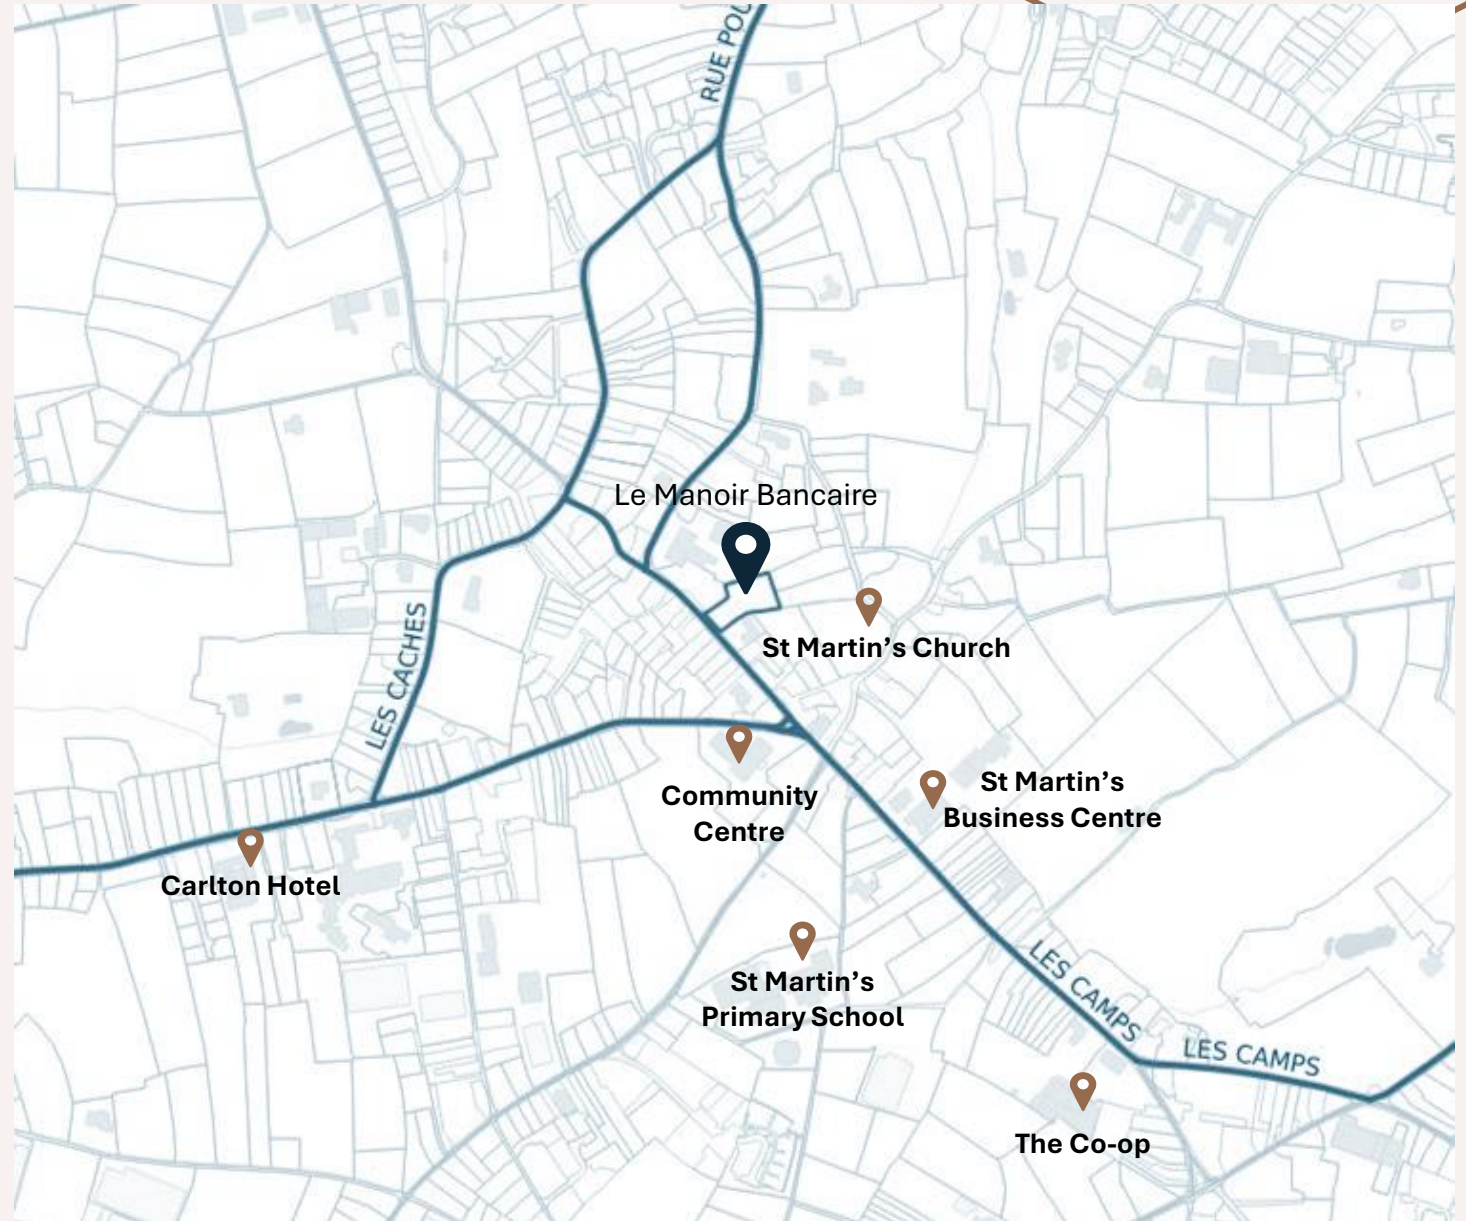 RUE POU
Le Manoir Bancaire
St Martin’s Church
LES CACHES
Community
Centre
St Martin’s
Business Centre
Carlton Hotel
St Martin’s
Primary School
LES CAMPS
LES CAMPS
The Co-op